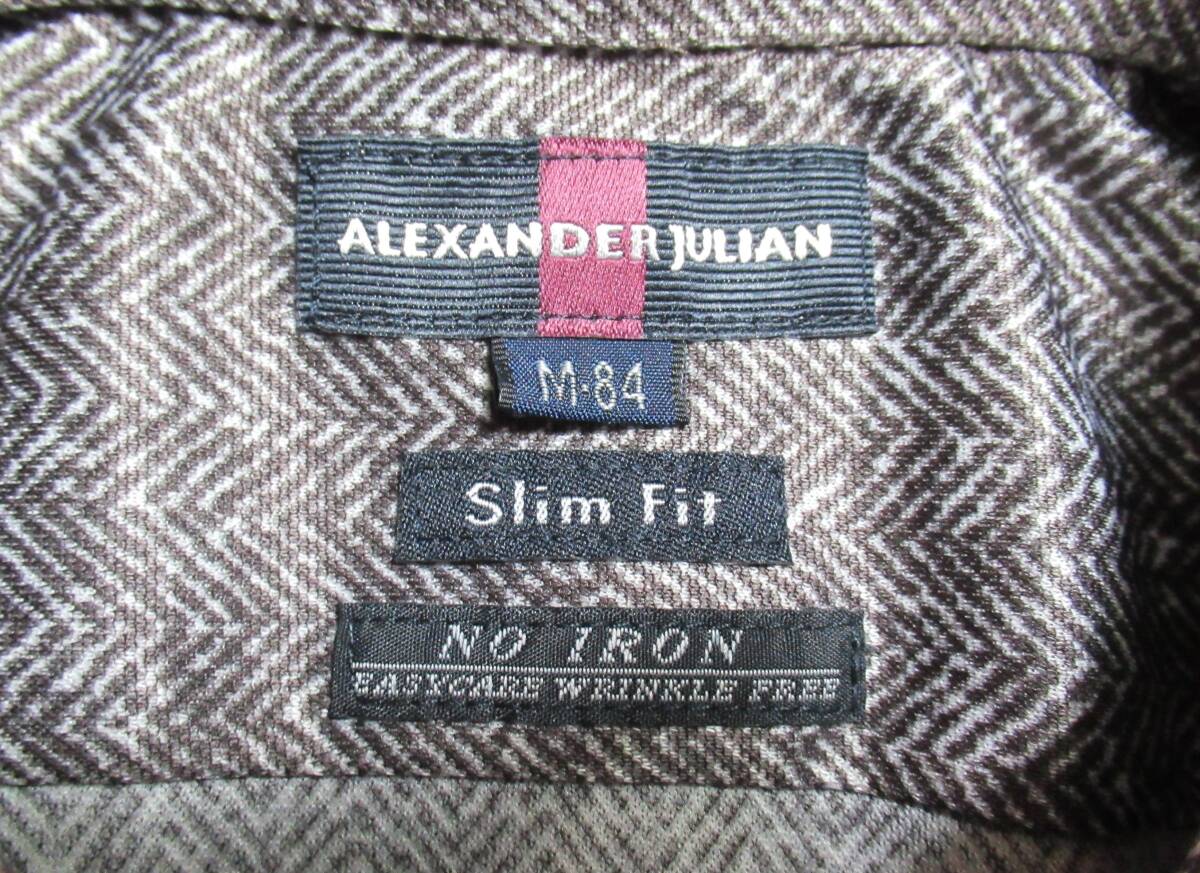 ALEXANDER JULIAN
M-84
Slim Fit
NO IRON
EASYCARE WRINKLE FREE